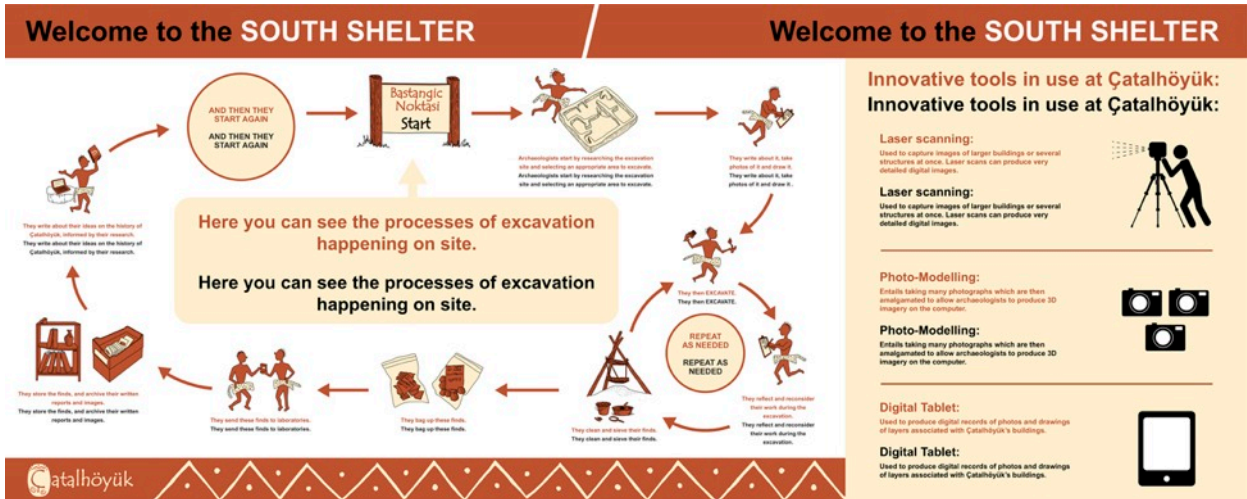 Welcome to the SOUTH SHELTER
Welcome to the SOUTH SHELTER
AND THEN THEY
START AGAIN
AND THEN THEY
START AGAIN
Bastangic
Noktasi
Start
Archaeologists start by researching the excavation
site and selecting an appropriate area to excavate.
Archaeologists start by researching the excavation
site and selecting an appropriate area to excavate.
They write about it, take
photos of it and draw it.
They write about it, take
photos of it and draw it..
Here you can see the processes of excavation
happening on site.
Here you can see the processes of excavation
happening on site.
They then EXCAVATE.
They then EXCAVATE.
REPEAT
AS NEEDED
REPEAT AS
NEEDED
They reflect and reconsider
their work during the
excavation.
They reflect and reconsider
their work during the
excavation.
They clean and sieve their finds.
They clean and sieve their finds.
They bag up these finds.
They bag up these finds.
They send these finds to laboratories.
They send these finds to laboratories.
They store the finds, and archive their written
reports and images.
They store the finds, and archive their written
reports and images.
They write about their ideas on the history of
Çatalhöyük, informed by their research.
They write about their ideas on the history of
Çatalhöyük, informed by their research.
Çatalhöyük
Innovative tools in use at Çatalhöyük:
Innovative tools in use at Çatalhöyük:
Laser scanning:
Used to capture images of larger buildings or several
structures at once. Laser scans can produce very
detailed digital images.
Laser scanning:
Used to capture images of larger buildings or several
structures at once. Laser scans can produce very
detailed digital images.
Photo-Modelling:
Entails taking many photographs which are then
amalgamated to allow archaeologists to produce 3D
imagery on the computer.
Photo-Modelling:
Entails taking many photographs which are then
amalgamated to allow archaeologists to produce 3D
imagery on the computer.
Digital Tablet:
Used to produce digital records of photos and drawings
of layers associated with Çatalhöyük's buildings.
Digital Tablet:
Used to produce digital records of photos and drawings
of layers associated with Çatalhöyük's buildings.